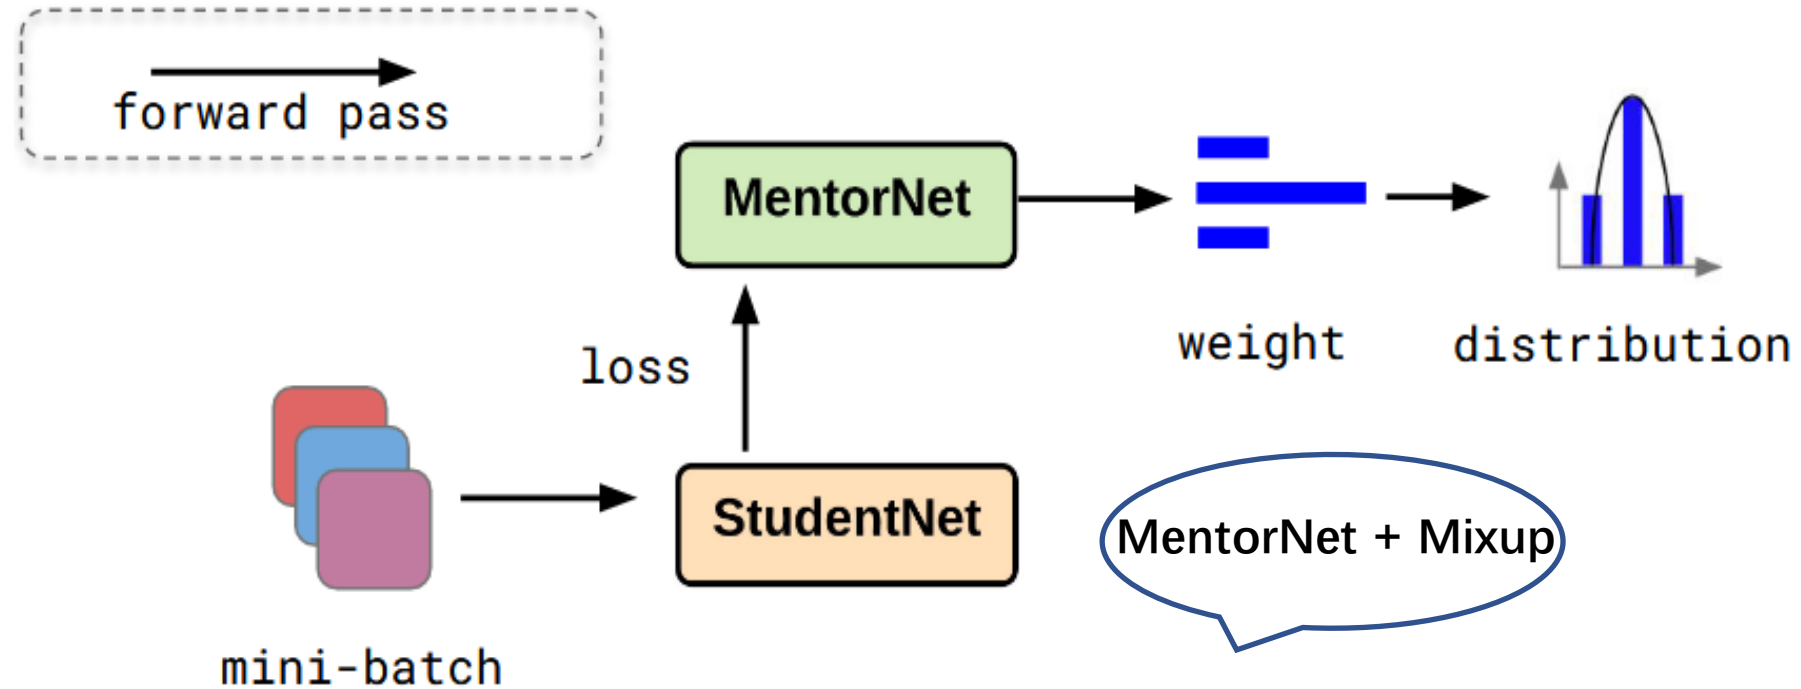 forward pass
MentorNet
weight
distribution
loss
StudentNet
MentorNet + Mixup
mini-batch